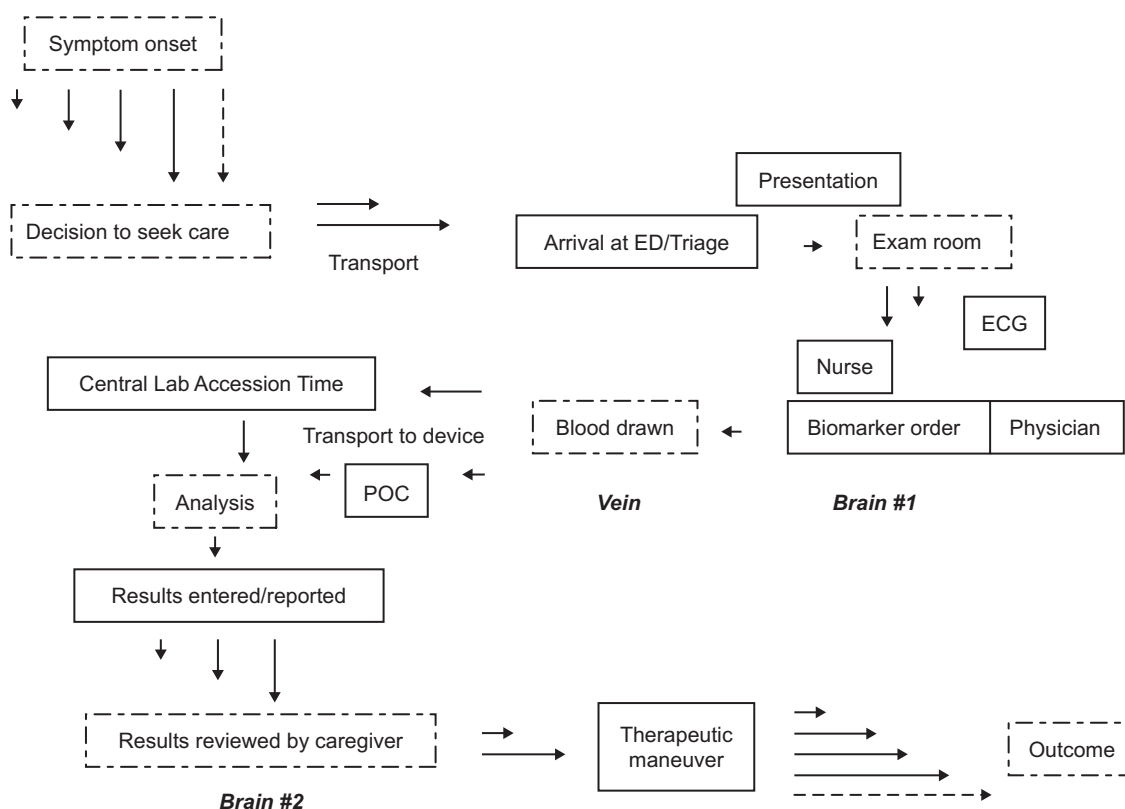 Symptom onset
Decision to seek care
Transport
Presentation
Arrival at ED/Triage
Exam room
ECG
Nurse
Biomarker order
Physician
Brain #1
Blood drawn
Vein
Central Lab Accession Time
Transport to device
POC
Analysis
Results entered/reported
Results reviewed by caregiver
Brain #2
Therapeutic
maneuver
Outcome